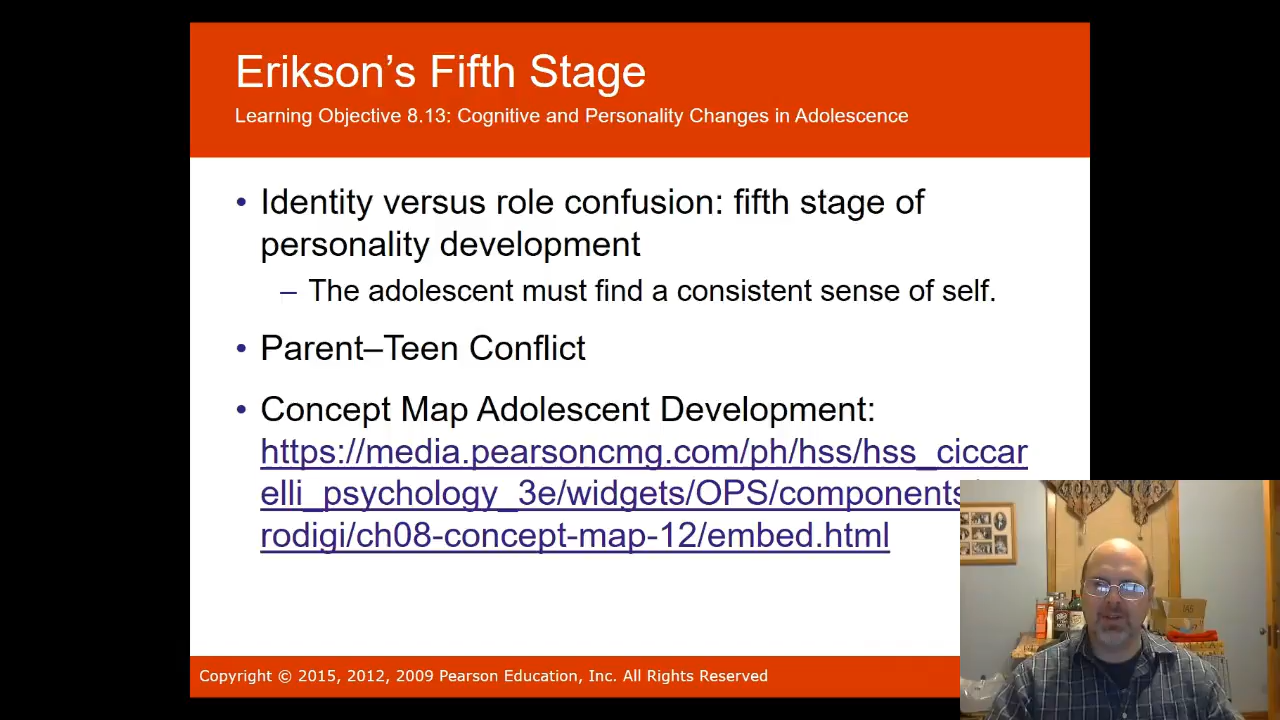 Erikson’s Fifth Stage
Learning Objective 8.13: Cognitive and Personality Changes in Adolescence
• Identity versus role confusion: fifth stage of
personality development
– The adolescent must find a consistent sense of self.
• Parent–Teen Conflict
• Concept Map Adolescent Development:
https://media.pearsoncmg.com/ph/hss/hss_ciccar
elli_psychology_3e/widgets/OPS/components
rodigi/ch08-concept-map-12/embed.html
Copyright © 2015, 2012, 2009 Pearson Education, Inc. All Rights Reserved